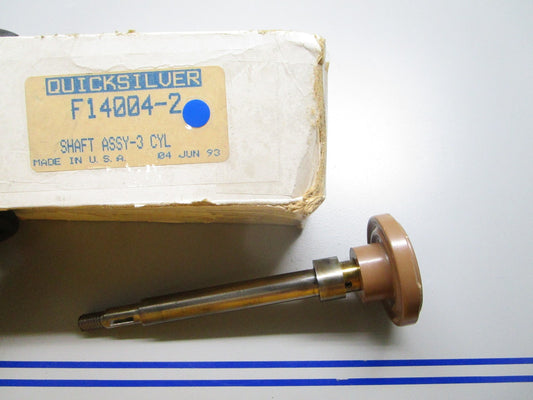 QUICKSILVER
F14004-2
SHAFT ASSY-3 CYL
MADE IN U.S.A. 04 JUN 93